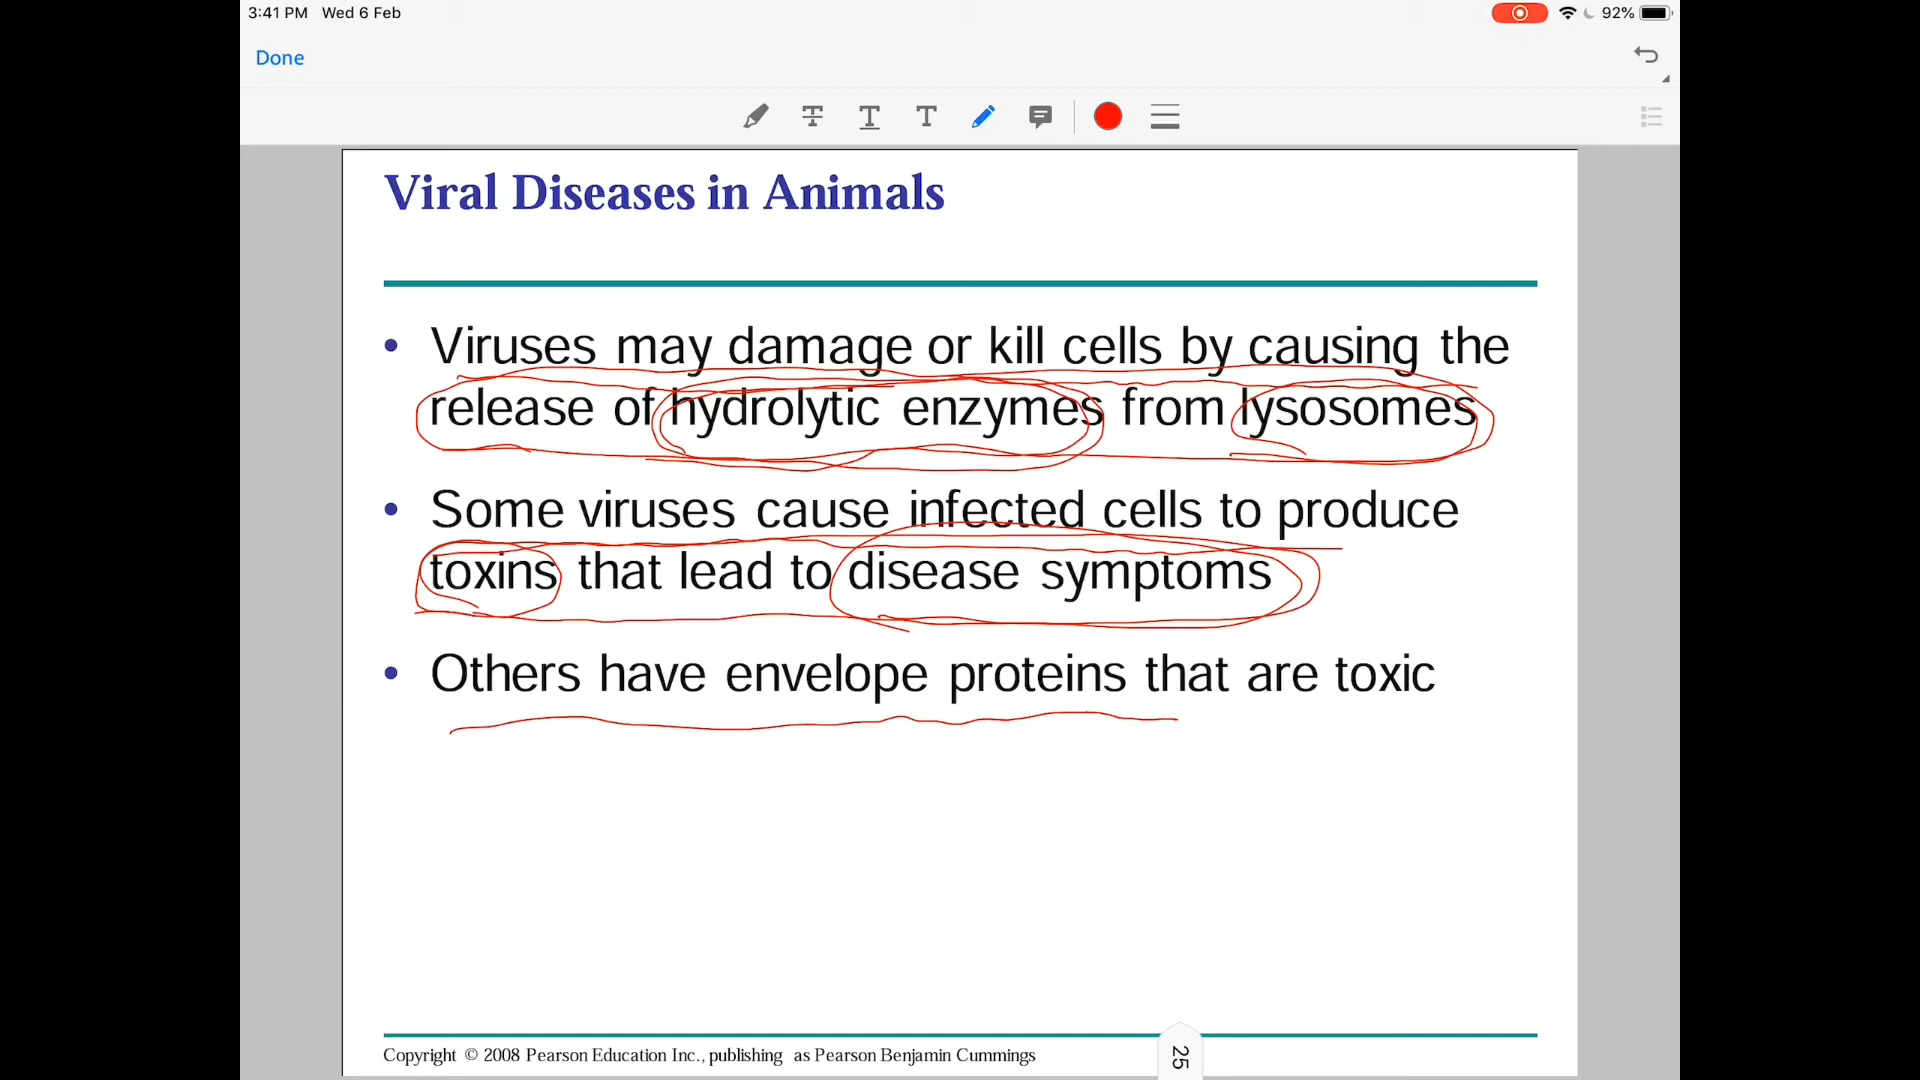 3:41 PM Wed 6 Feb 92%
Done
Viral Diseases in Animals
• Viruses may damage or kill cells by causing the
release of hydrolytic enzymes from lysosomes
• Some viruses cause infected cells to produce
toxins that lead to disease symptoms
• Others have envelope proteins that are toxic
Copyright © 2008 Pearson Education Inc., publishing as Pearson Benjamin Cummings
25